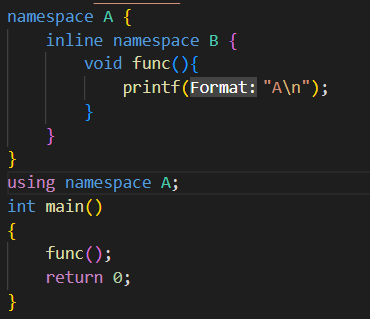 namespace A {
    inline namespace B {
        void func(){
            printf(Format: "A\n");
        }
    }
}
using namespace A;
int main()
{
    func();
    return 0;
}